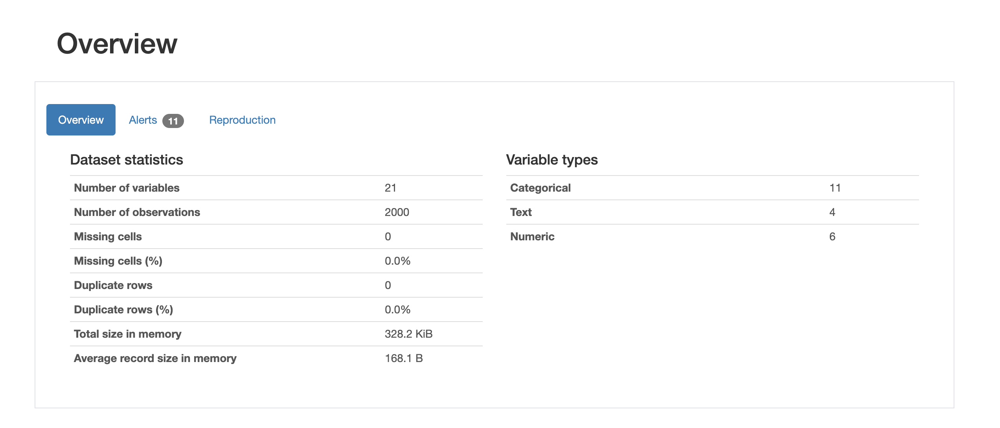 Overview
Overview Alerts 11 Reproduction
Dataset statistics
Number of variables 21
Number of observations 2000
Missing cells 0
Missing cells (%) 0.0%
Duplicate rows 0
Duplicate rows (%) 0.0%
Total size in memory 328.2 KiB
Average record size in memory 168.1 B
Variable types
Categorical 11
Text 4
Numeric 6